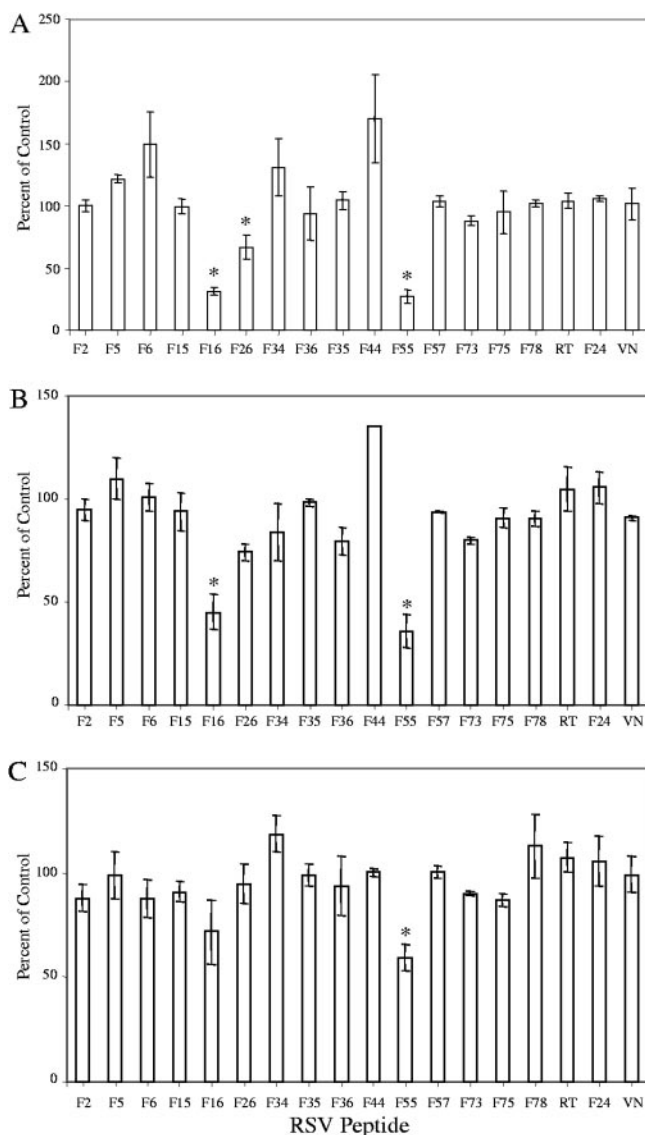 A
250
200
150
100
50
0
Percent of Control
*
*
*
F2 F5 F6 F15 F16 F26 F34 F36 F35 F44 F55 F57 F73 F75 F78 RT F24 VN
B
150
100
50
0
Percent of Control
*
*
F2 F5 F6 F15 F16 F26 F34 F35 F36 F44 F55 F57 F73 F75 F78 RT F24 VN
C
150
100
50
0
Percent of Control
*
F2 F5 F6 F15 F16 F26 F34 F35 F36 F44 F55 F57 F73 F75 F78 RT F24 VN
RSV Peptide